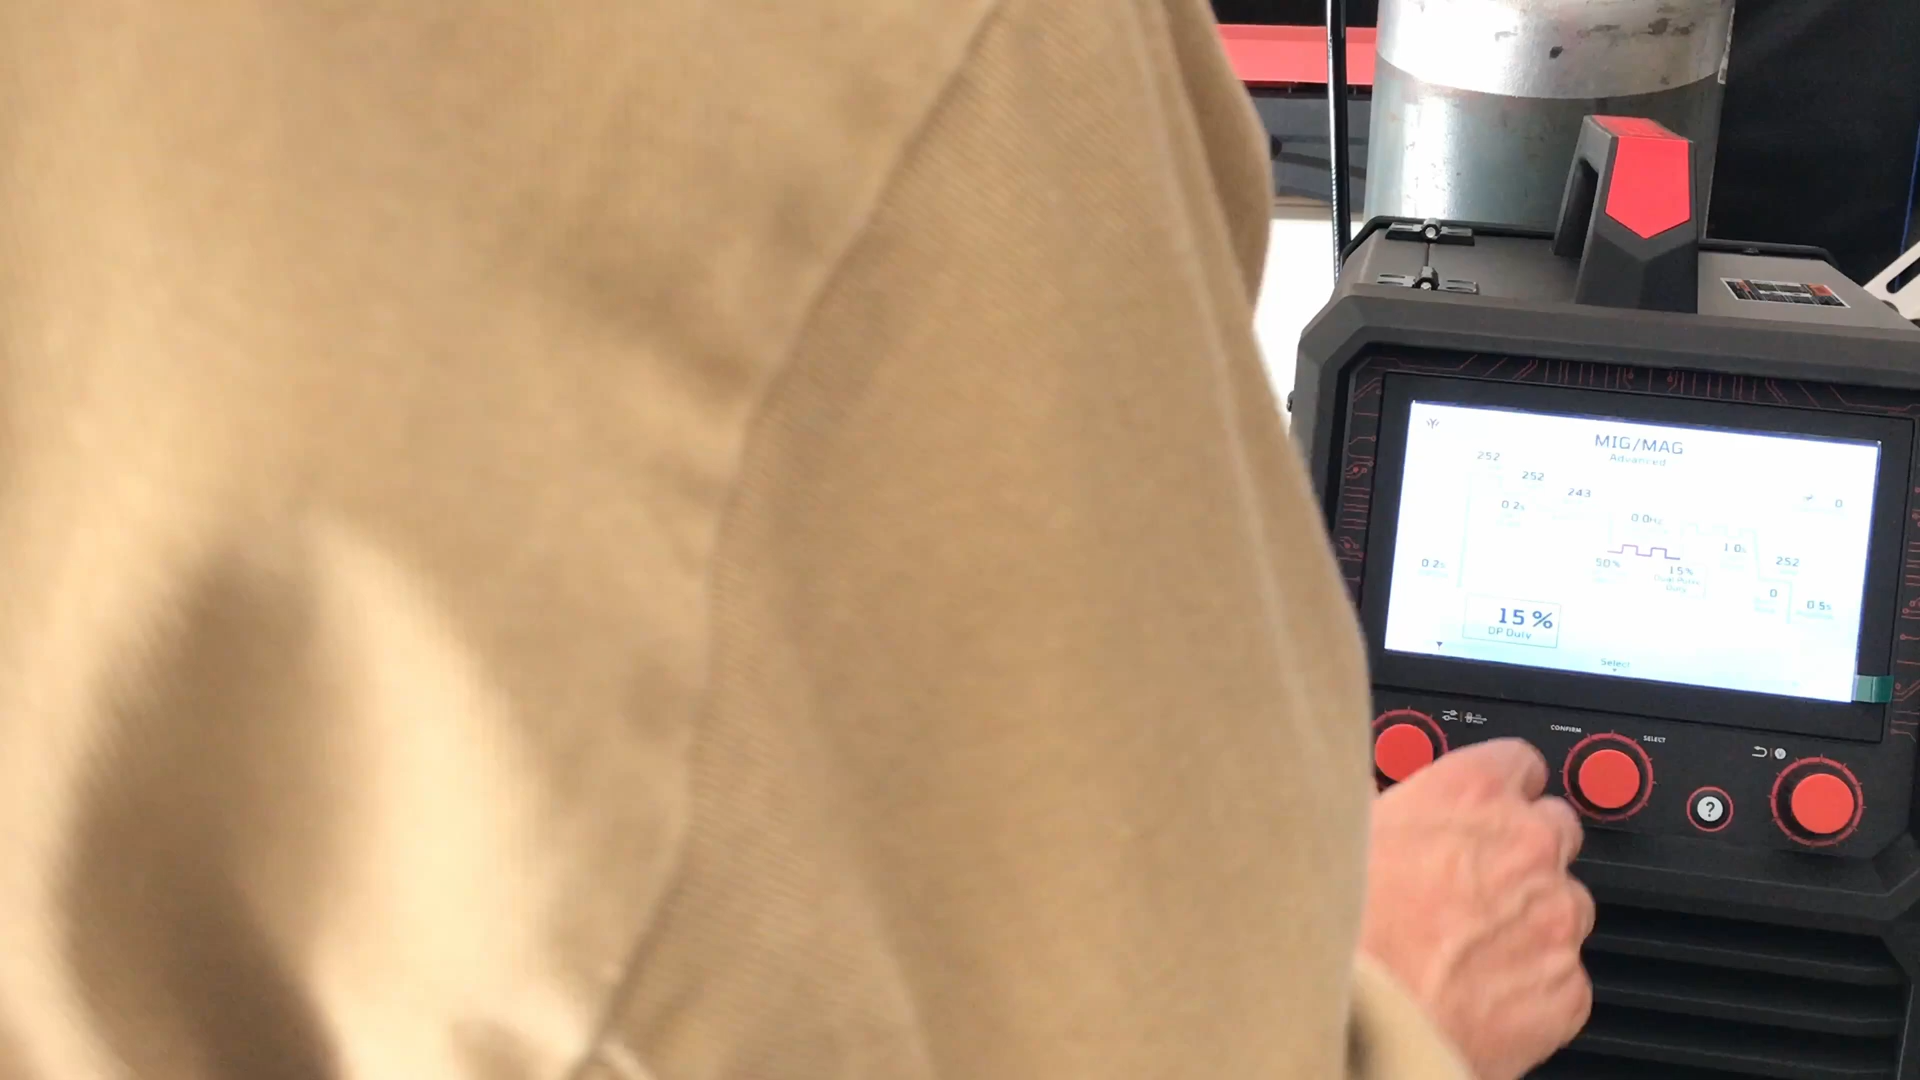 MIG/MAG
Advanced
252
252
243
0
0.2s
0.0Hz
1.0s
252
0.2s
50%
15%
Dual Pulse
Duty
0
0.5s
15 %
DP Duty
Select
CONFIRM
SELECT
?